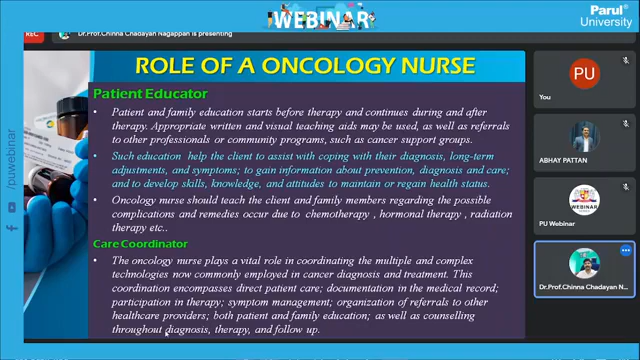 WEBINAR
Parul®
University
REC
Dr.Prof.Chinna Chadayan Nagappan is presenting
ROLE OF A ONCOLOGY NURSE
Patient Educator
• Patient and family education starts before therapy and continues during and after
therapy. Appropriate written and visual teaching aids may be used, as well as referrals
to other professionals or community programs, such as cancer support groups.
• Such education help the client to assist with coping with their diagnosis, long-term
adjustments, and symptoms; to gain information about prevention, diagnosis and care;
and to develop skills, knowledge, and attitudes to maintain or regain health status.
• Oncology nurse should teach the client and family members regarding the possible
complications and remedies occur due to chemotherapy , hormonal therapy , radiation
therapy etc..
Care Coordinator
• The oncology nurse plays a vital role in coordinating the multiple and complex
technologies now commonly employed in cancer diagnosis and treatment. This
coordination encompasses direct patient care; documentation in the medical record;
participation in therapy; symptom management; organization of referrals to other
healthcare providers; both patient and family education; as well as counselling
throughout diagnosis, therapy, and follow up.
/puwebinar
PU
You
ABHAY PATTAN
WEBINAR
PU Webinar
Dr.Prof.Chinna Chadayan N...